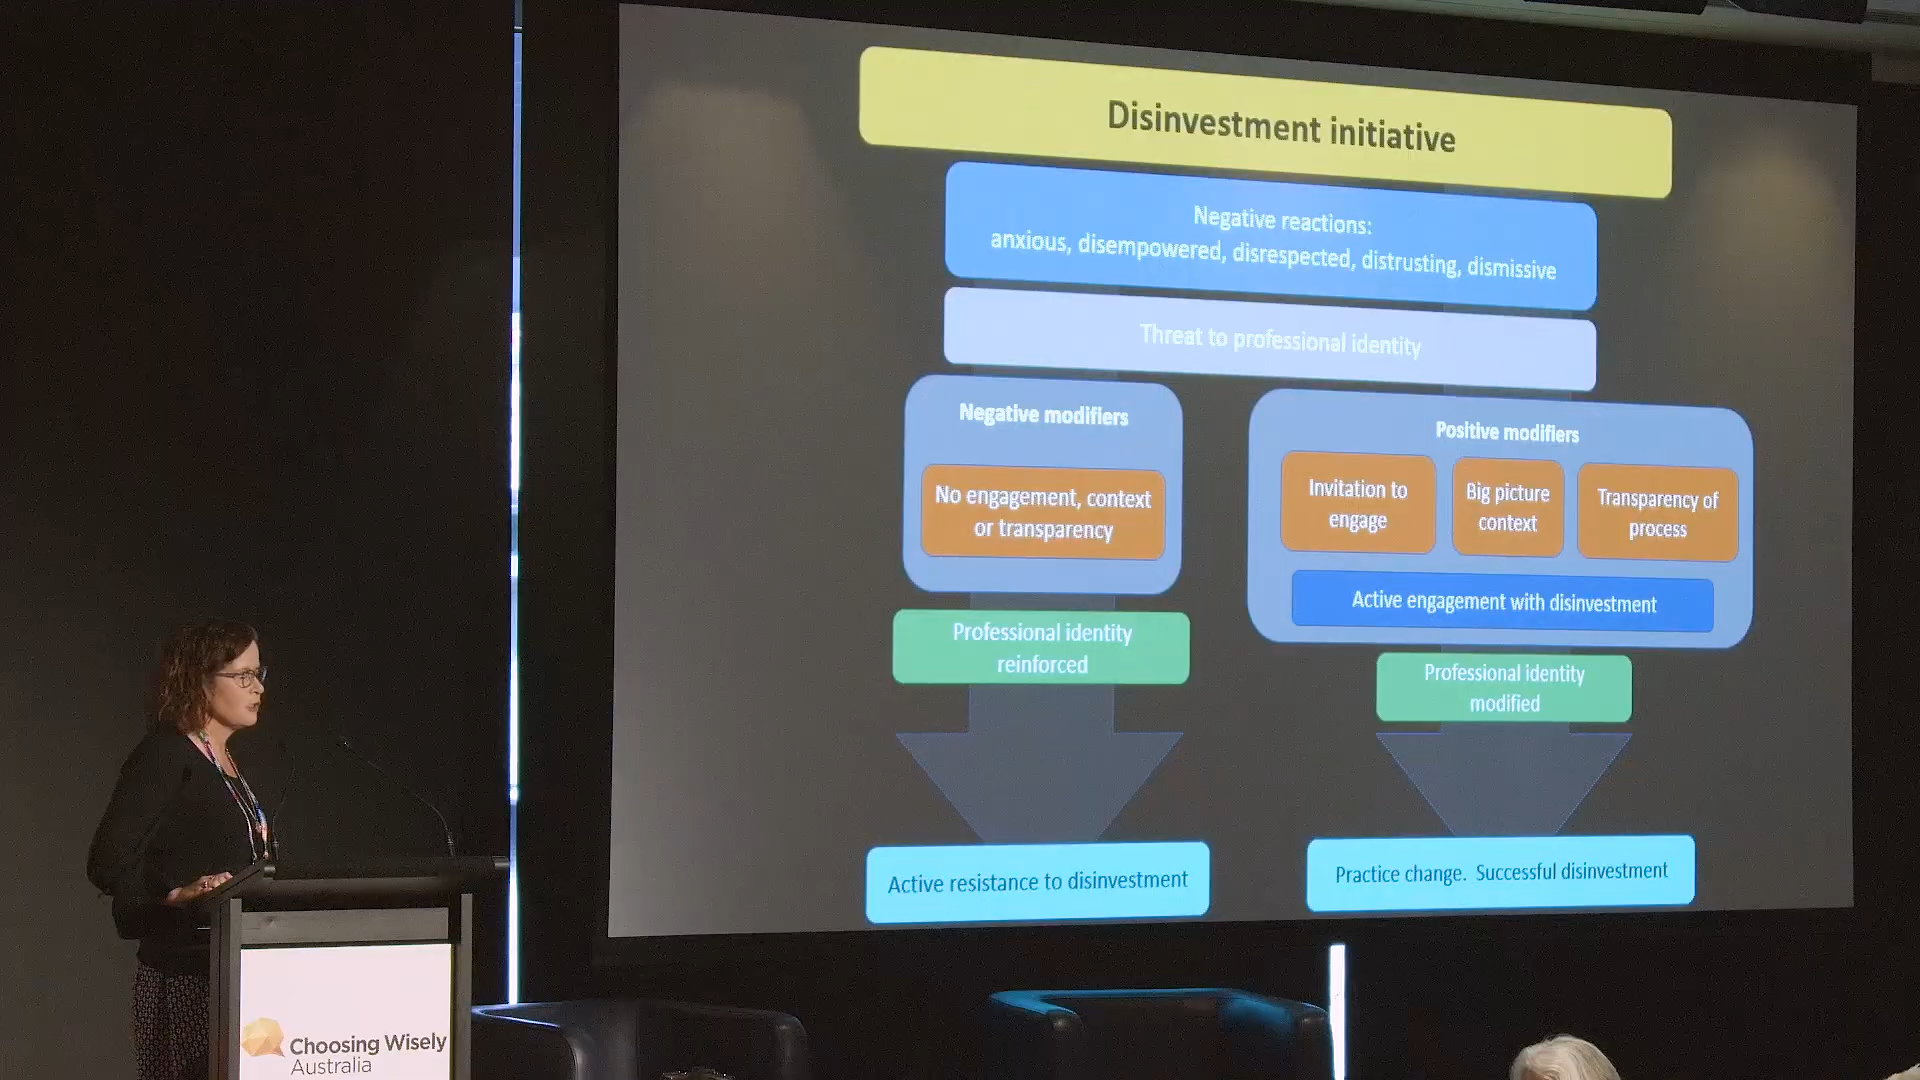 Disinvestment initiative
Negative reactions:
anxious, disempowered, disrespected, distrusting, dismissive
Threat to professional identity
Negative modifiers
No engagement, context
or transparency
Professional identity
reinforced
Active resistance to disinvestment
Positive modifiers
Invitation to
engage
Big picture
context
Transparency of
process
Active engagement with disinvestment
Professional identity
modified
Practice change. Successful disinvestment
Choosing Wisely
Australia